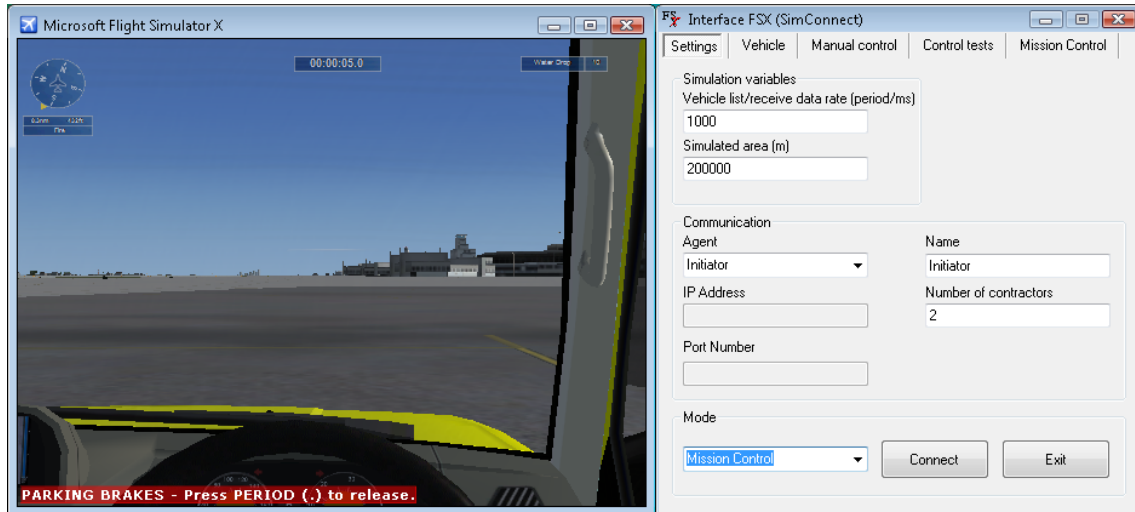 Microsoft Flight Simulator X
00:00:05.0
Water Drop
Fire
PARKING BRAKES - Press PERIOD (.) to release.
Interface FSX (SimConnect)
Settings Vehicle Manual control Control tests Mission Control
Simulation variables
Vehicle list/receive data rate (period/ms)
1000
Simulated area (m)
200000
Communication
Agent Name
Initiator Initiator
IP Address Number of contractors
2
Port Number
Mode
Mission Control Connect Exit